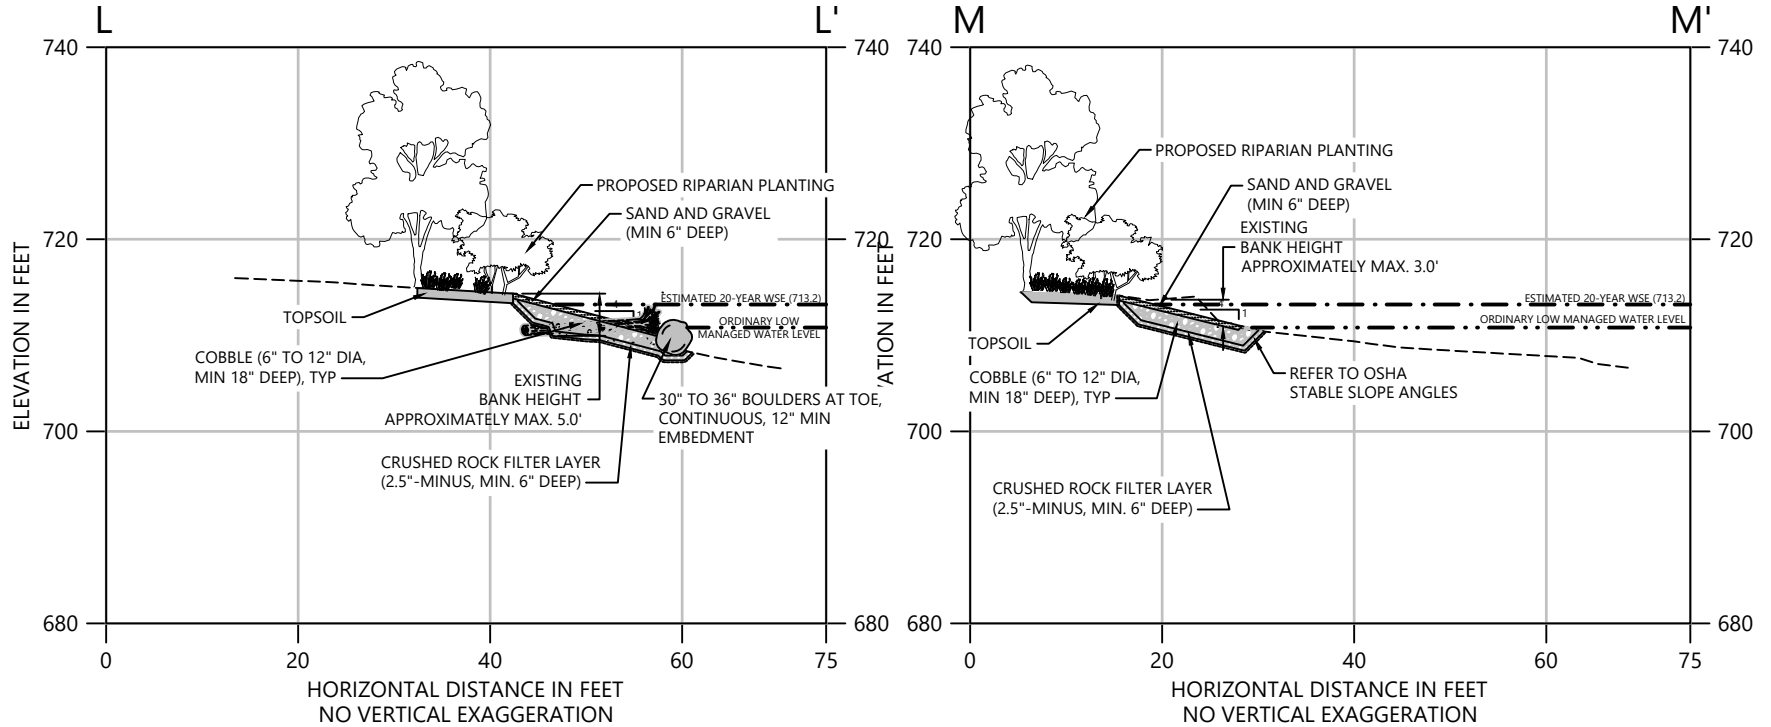 L
L'
740
740
720
720
700
680
680
ELEVATION IN FEET
PROPOSED RIPARIAN PLANTING
SAND AND GRAVEL
(MIN 6" DEEP)
ESTIMATED 20-YEAR WSE (713.2)
ORDINARY LOW
MANAGED WATER LEVEL
1
TOPSOIL
COBBLE (6" TO 12" DIA,
MIN 18" DEEP), TYP
EXISTING
BANK HEIGHT
APPROXIMATELY MAX. 5.0'
30" TO 36" BOULDERS AT TOE,
CONTINUOUS, 12" MIN
EMBEDMENT
CRUSHED ROCK FILTER LAYER
(2.5"-MINUS, MIN. 6" DEEP)
0
20
40
60
75
HORIZONTAL DISTANCE IN FEET
NO VERTICAL EXAGGERATION
M
M'
740
740
720
720
700
700
680
680
VATION IN FEET
PROPOSED RIPARIAN PLANTING
SAND AND GRAVEL
(MIN 6" DEEP)
EXISTING
BANK HEIGHT
APPROXIMATELY MAX. 3.0'
ESTIMATED 20-YEAR WSE (713.2)
ORDINARY LOW MANAGED WATER LEVEL
1
TOPSOIL
COBBLE (6" TO 12" DIA,
MIN 18" DEEP), TYP
REFER TO OSHA
STABLE SLOPE ANGLES
CRUSHED ROCK FILTER LAYER
(2.5"-MINUS, MIN. 6" DEEP)
0
20
40
60
75
HORIZONTAL DISTANCE IN FEET
NO VERTICAL EXAGGERATION